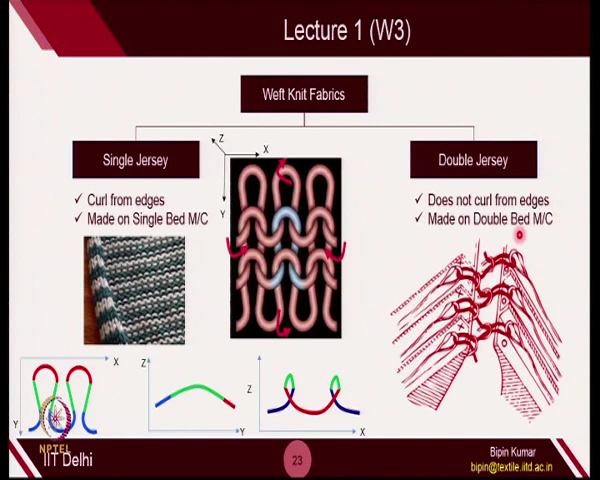 Lecture 1 (W3)
Weft Knit Fabrics
Single Jersey
✓ Curl from edges
✓ Made on Single Bed M/C
Z
X
Y
Double Jersey
✓ Does not curl from edges
✓ Made on Double Bed M/C
X
Y
Z
Y
Z
X
NPTEL
IIT Delhi
23
Bipin Kumar
bipin@textile.iitd.ac.in